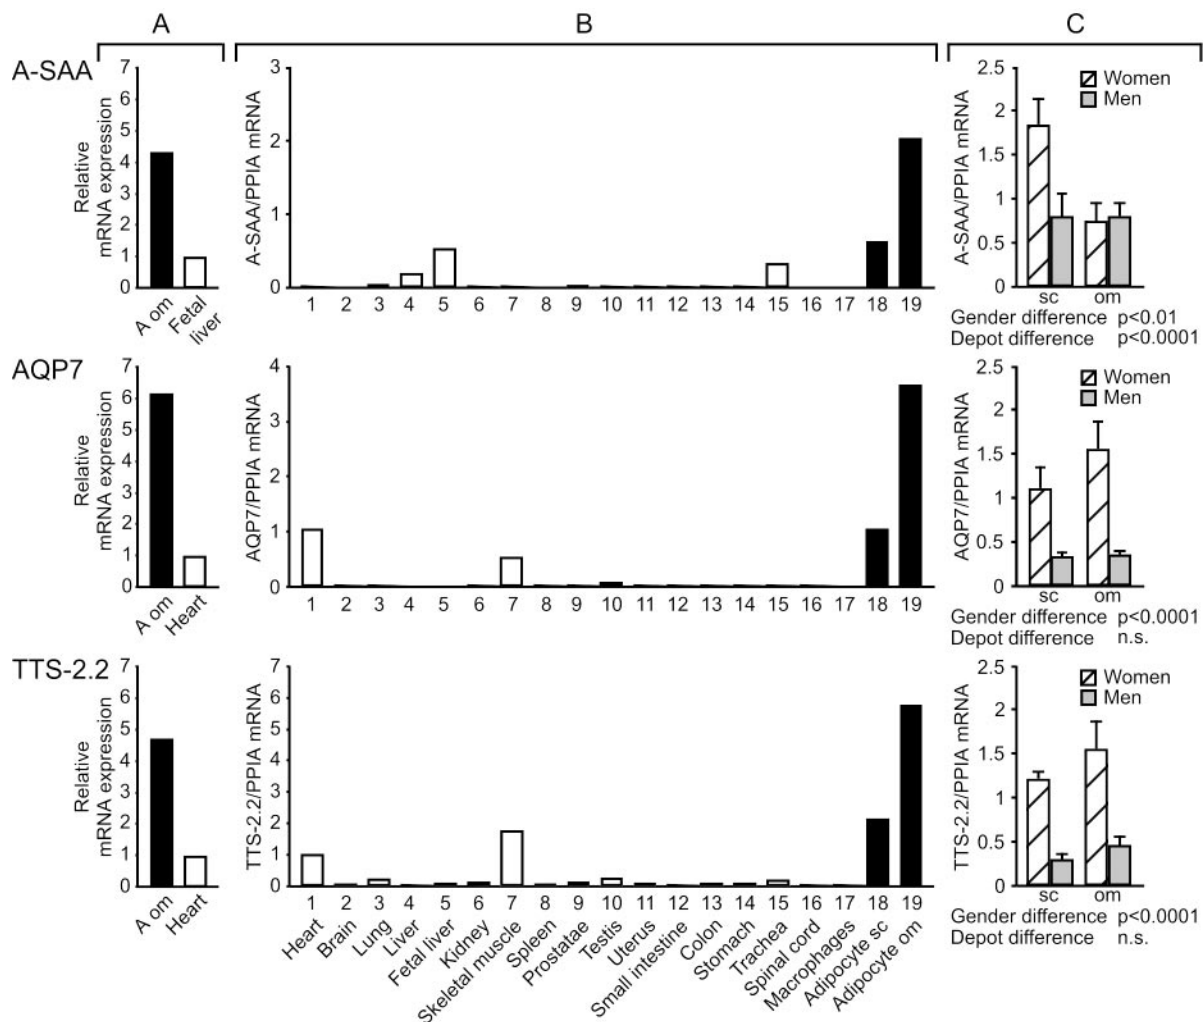 A B C
A-SAA
Relative
mRNA expression
7
6
5
4
3
2
1
0
A om
Fetal
liver
A-SAA/PPIA mRNA
3
2
1
0
1 2 3 4 5 6 7 8 9 10 11 12 13 14 15 16 17 18 19
A-SAA/PPIA mRNA
2.5
2
1.5
1
0.5
0
Women
Men
sc om
Gender difference p<0.01
Depot difference p<0.0001
AQP7
Relative
mRNA expression
7
6
5
4
3
2
1
0
A om
Heart
AQP7/PPIA mRNA
4
3
2
1
0
1 2 3 4 5 6 7 8 9 10 11 12 13 14 15 16 17 18 19
AQP7/PPIA mRNA
2.5
2
1.5
1
0.5
0
Women
Men
sc om
Gender difference p<0.0001
Depot difference n.s.
TTS-2.2
Relative
mRNA expression
7
6
5
4
3
2
1
0
A om
Heart
TTS-2.2/PPIA mRNA
7
6
5
4
3
2
1
0
1 2 3 4 5 6 7 8 9 10 11 12 13 14 15 16 17 18 19
Heart
Brain
Lung
Liver
Fetal liver
Kidney
Skeletal muscle
Spleen
Prostatae
Testis
Uterus
Small intestine
Colon
Stomach
Trachea
Spinal cord
Macrophages
Adipocyte sc
Adipocyte om
TTS-2.2/PPIA mRNA
2.5
2
1.5
1
0.5
0
Women
Men
sc om
Gender difference p<0.0001
Depot difference n.s.